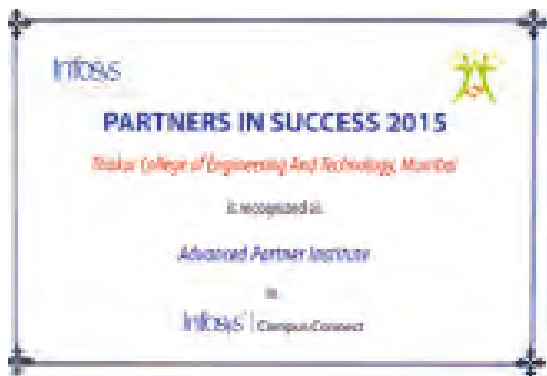 Infosys
PARTNERS IN SUCCESS 2015
Thakur College of Engineering And Technology, Mumbai
is recognized as
Advanced Partner Institute
in
Infosys | Campus Connect